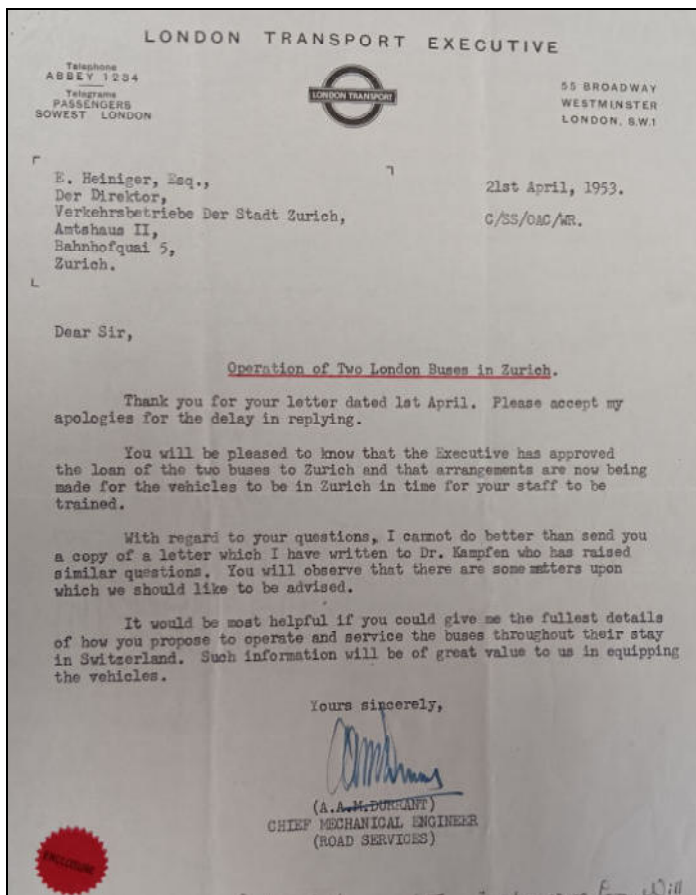 LONDON TRANSPORT EXECUTIVE
Telephone
ABBEY 1234
Telegrams
PASSENGERS
SOWEST LONDON
LONDON TRANSPORT
55 BROADWAY
WESTMINSTER
LONDON, S.W.1
E. Heiniger, Esq.,
Der Direktor,
Verkehrsbetriebe Der Stadt Zurich,
Amtshaus II,
Bahnhofquai 5,
Zurich.
21st April, 1953.
C/SS/OAC/WR.
Dear Sir,
Operation of Two London Buses in Zurich.
Thank you for your letter dated 1st April. Please accept my
apologies for the delay in replying.
You will be pleased to know that the Executive has approved
the loan of the two buses to Zurich and that arrangements are now being
made for the vehicles to be in Zurich in time for your staff to be
trained.
With regard to your questions, I cannot do better than send you
a copy of a letter which I have written to Dr. Kampfen who has raised
similar questions. You will observe that there are some matters upon
which we should like to be advised.
It would be most helpful if you could give me the fullest details
of how you propose to operate and service the buses throughout their stay
in Switzerland. Such information will be of great value to us in equipping
the vehicles.
Yours sincerely,
(A.A.M.DURRANT)
CHIEF MECHANICAL ENGINEER
(ROAD SERVICES)
ENCLOSURE